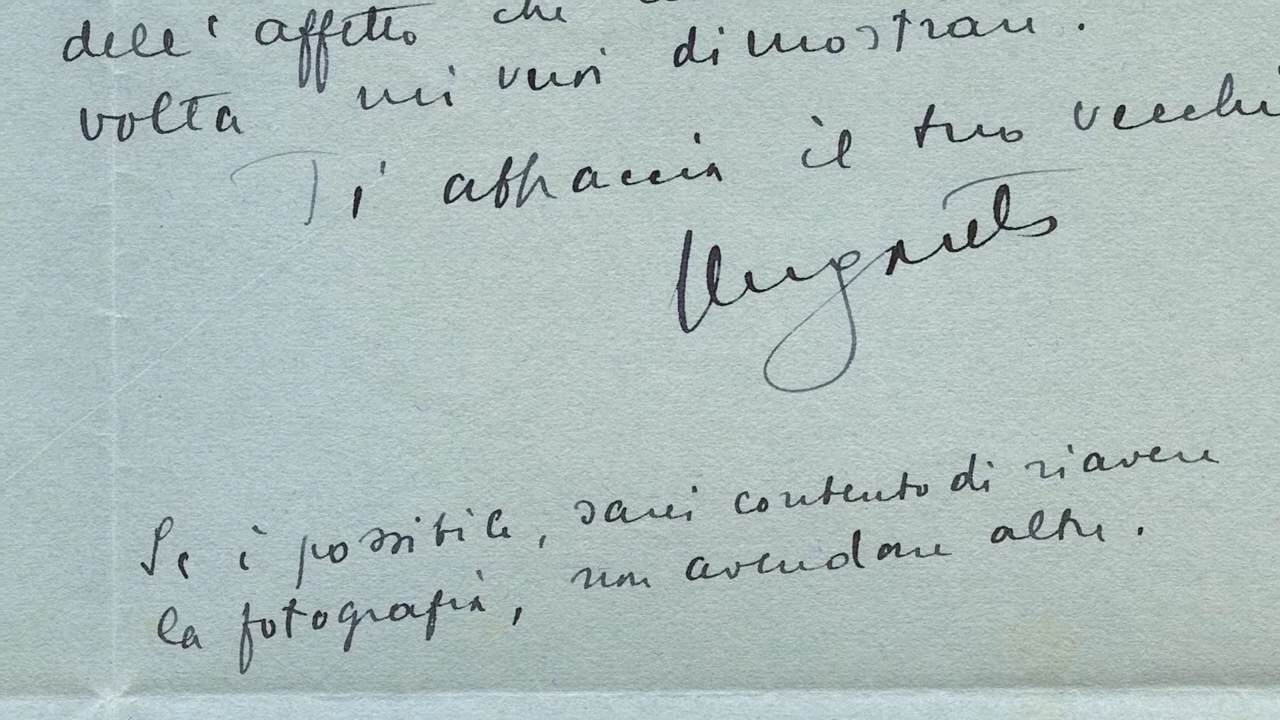 dell'affetto che
volta mi vuoi dimostrare.
Ti abbraccia il tuo vecchi
Ungaretti
Se è possibile, sarei contento di riavere
la fotografia, non avendone altre.